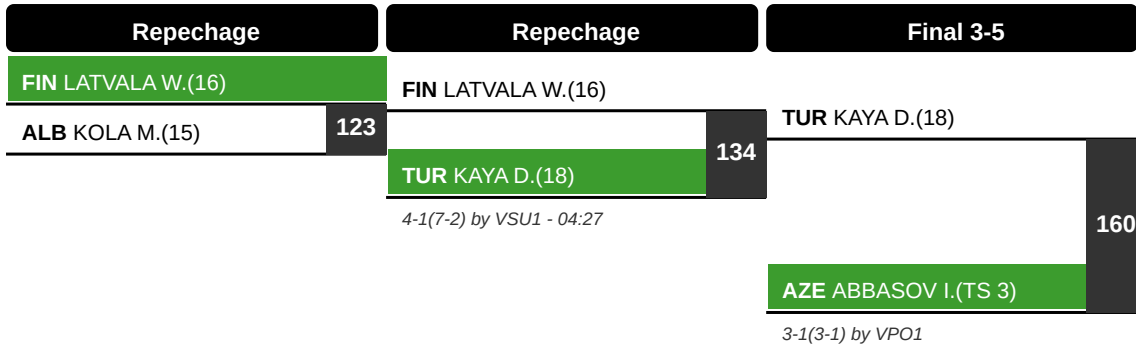 Repechage
Repechage
Final 3-5
FIN LATVALA W.(16)
ALB KOLA M.(15)
123
FIN LATVALA W.(16)
TUR KAYA D.(18)
134
4-1(7-2) by VSU1 - 04:27
TUR KAYA D.(18)
160
AZE ABBASOV I.(TS 3)
3-1(3-1) by VPO1